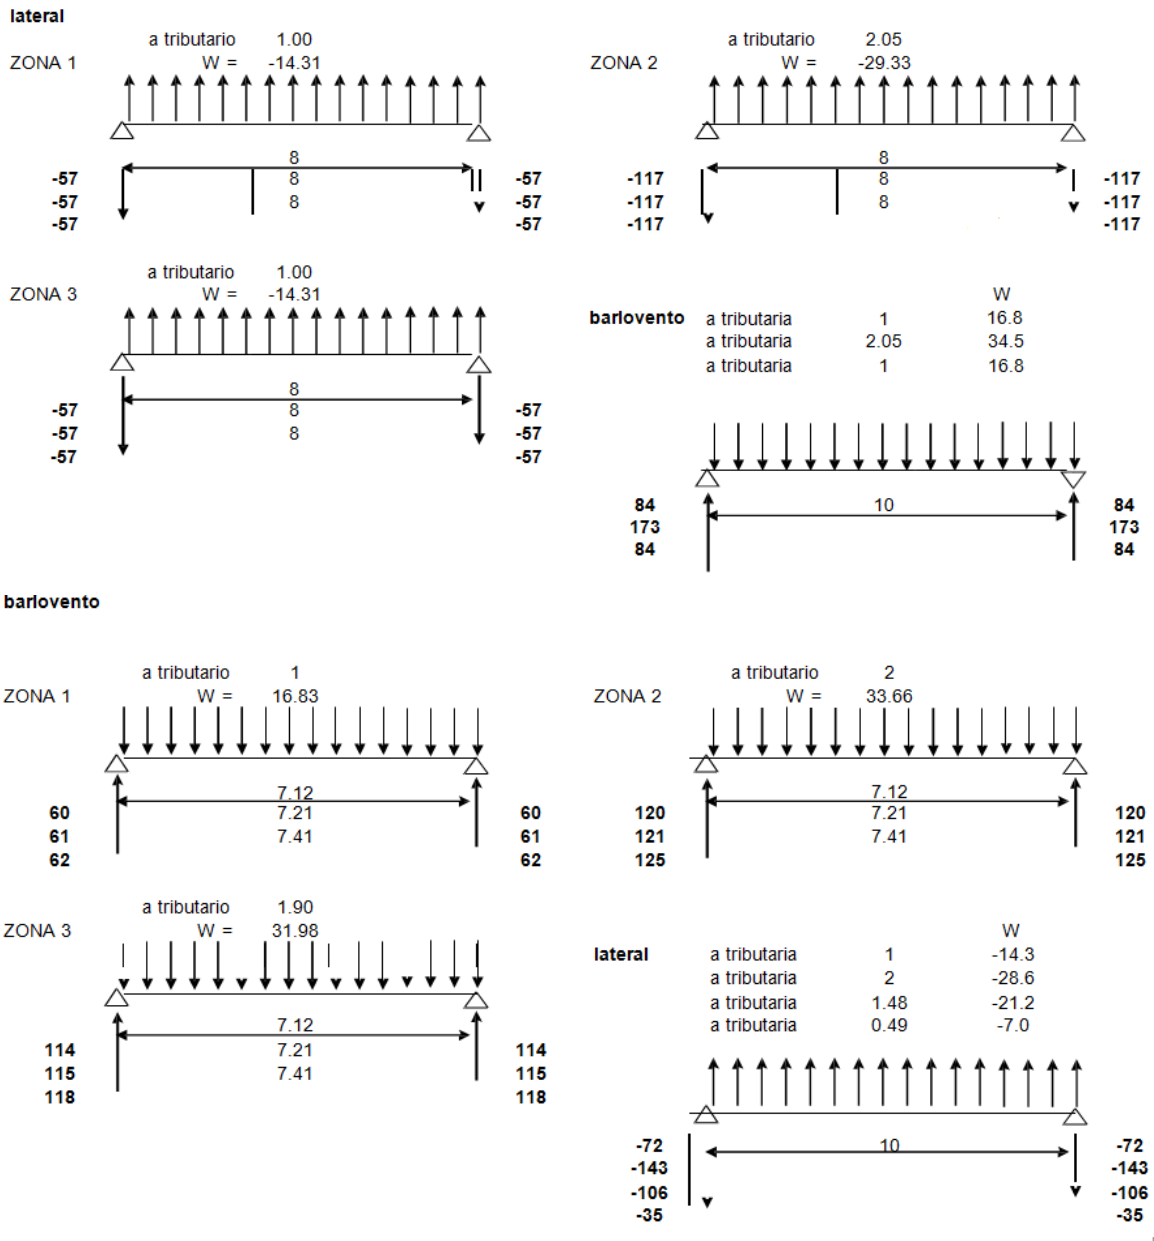 lateral
a tributario 1.00
ZONA 1 W = -14.31
8
-57 8 -57
-57 8 -57
-57 -57
a tributario 2.05
ZONA 2 W = -29.33
8
-117 8 -117
-117 8 -117
-117 -117
a tributario 1.00
ZONA 3 W = -14.31
8
-57 8 -57
-57 8 -57
-57 -57
W
barlovento a tributaria 1 16.8
a tributaria 2.05 34.5
a tributaria 1 16.8
84 10 84
173 173
84 84
barlovento
a tributario 1
ZONA 1 W = 16.83
7.12
60 7.21 60
61 7.41 61
62 62
a tributario 2
ZONA 2 W = 33.66
7.12
120 7.21 120
121 7.41 121
125 125
a tributario 1.90
ZONA 3 W = 31.98
7.12
114 7.21 114
115 7.41 115
118 118
W
lateral a tributaria 1 -14.3
a tributaria 2 -28.6
a tributaria 1.48 -21.2
a tributaria 0.49 -7.0
-72 10 -72
-143 -143
-106 -106
-35 -35